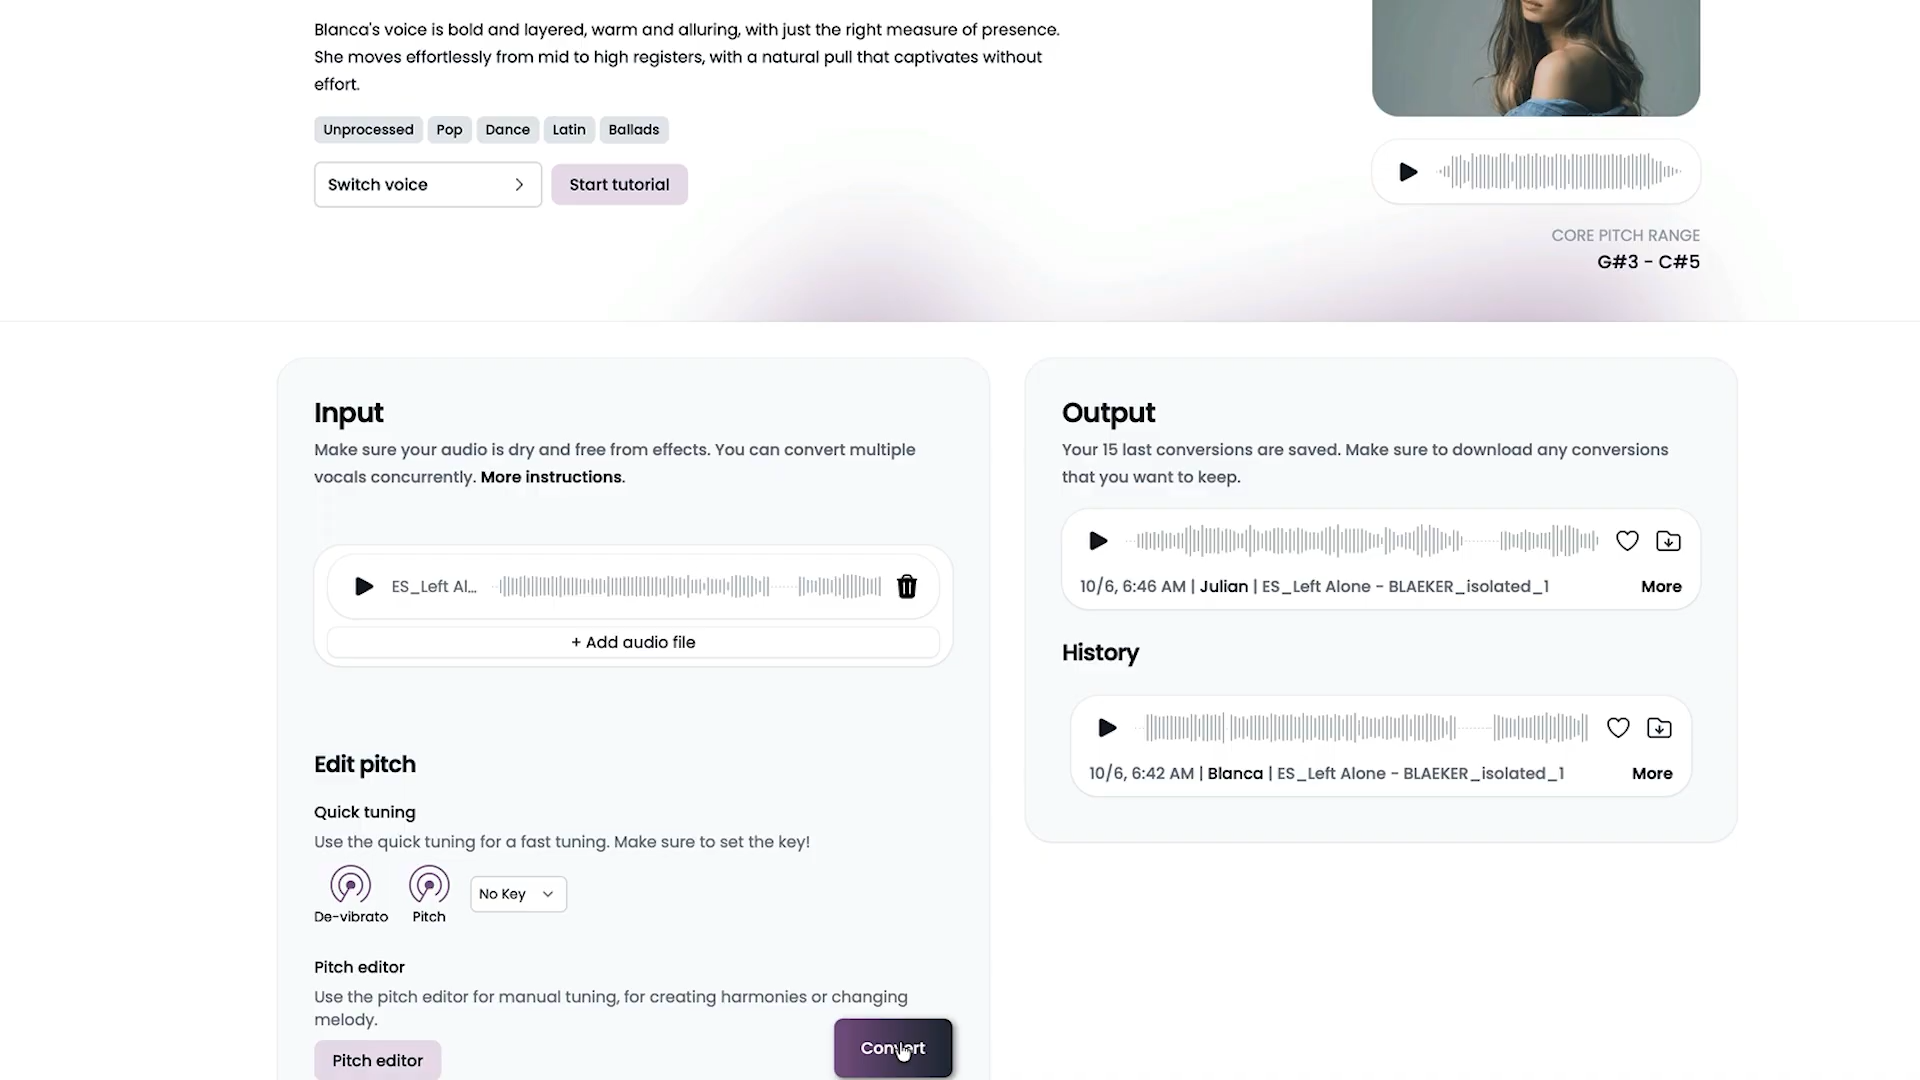 Blanca's voice is bold and layered, warm and alluring, with just the right measure of presence.
She moves effortlessly from mid to high registers, with a natural pull that captivates without
effort.
Unprocessed Pop Dance Latin Ballads
Switch voice
Start tutorial
CORE PITCH RANGE
G#3 - C#5
Input
Make sure your audio is dry and free from effects. You can convert multiple
vocals concurrently. More instructions.
ES_Left Al...
+ Add audio file
Edit pitch
Quick tuning
Use the quick tuning for a fast tuning. Make sure to set the key!
De-vibrato
Pitch
No Key
Pitch editor
Use the pitch editor for manual tuning, for creating harmonies or changing
melody.
Pitch editor
Convert
Output
Your 15 last conversions are saved. Make sure to download any conversions
that you want to keep.
10/6, 6:46 AM | Julian | ES_Left Alone - BLAEKER_isolated_1
More
History
10/6, 6:42 AM | Blanca | ES_Left Alone - BLAEKER_isolated_1
More